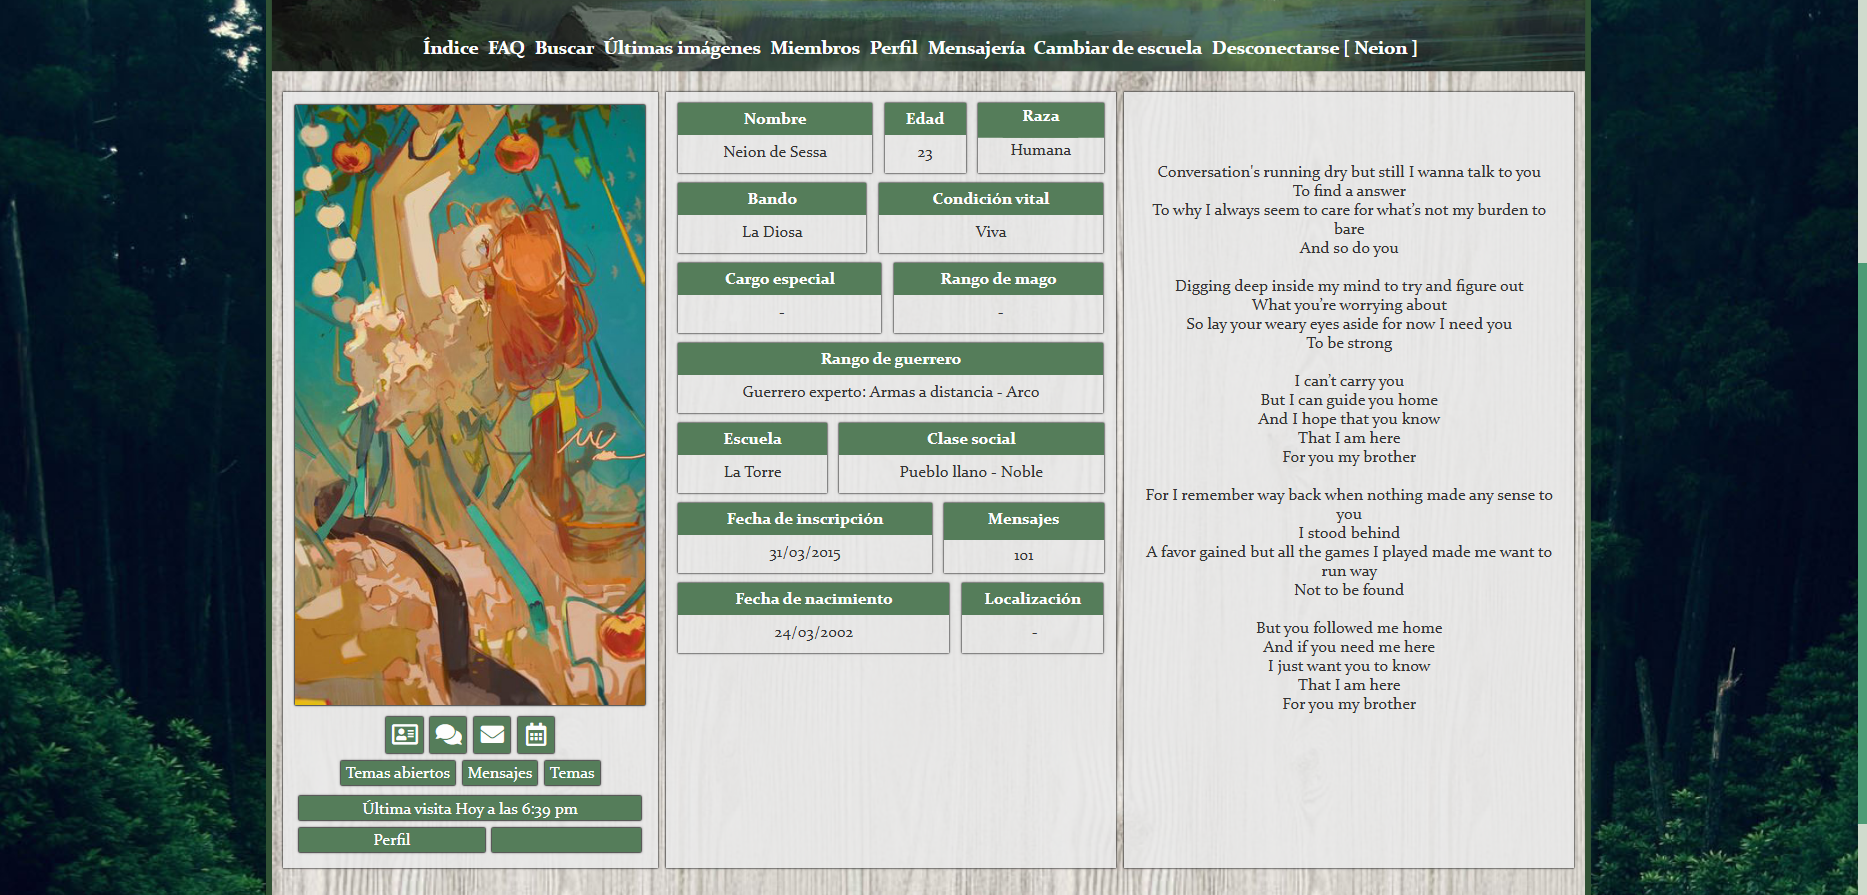 Índice FAQ Buscar Últimas imágenes Miembros Perfil Mensajería Cambiar de escuela Desconectarse [ Neion ]
Temas abiertos Mensajes Temas
Última visita Hoy a las 6:39 pm
Perfil
Nombre Edad Raza
Neion de Sessa 23 Humana
Bando Condición vital
La Diosa Viva
Cargo especial Rango de mago
- -
Rango de guerrero
Guerrero experto: Armas a distancia - Arco
Escuela Clase social
La Torre Pueblo llano - Noble
Fecha de inscripción Mensajes
31/03/2015 101
Fecha de nacimiento Localización
24/03/2002 -
Conversation's running dry but still I wanna talk to you
To find a answer
To why I always seem to care for what's not my burden to
bare
And so do you
Digging deep inside my mind to try and figure out
What you’re worrying about
So lay your weary eyes aside for now I need you
To be strong
I can’t carry you
But I can guide you home
And I hope that you know
That I am here
For you my brother
For I remember way back when nothing made any sense to
you
I stood behind
A favor gained but all the games I played made me want to
run way
Not to be found
But you followed me home
And if you need me here
I just want you to know
That I am here
For you my brother